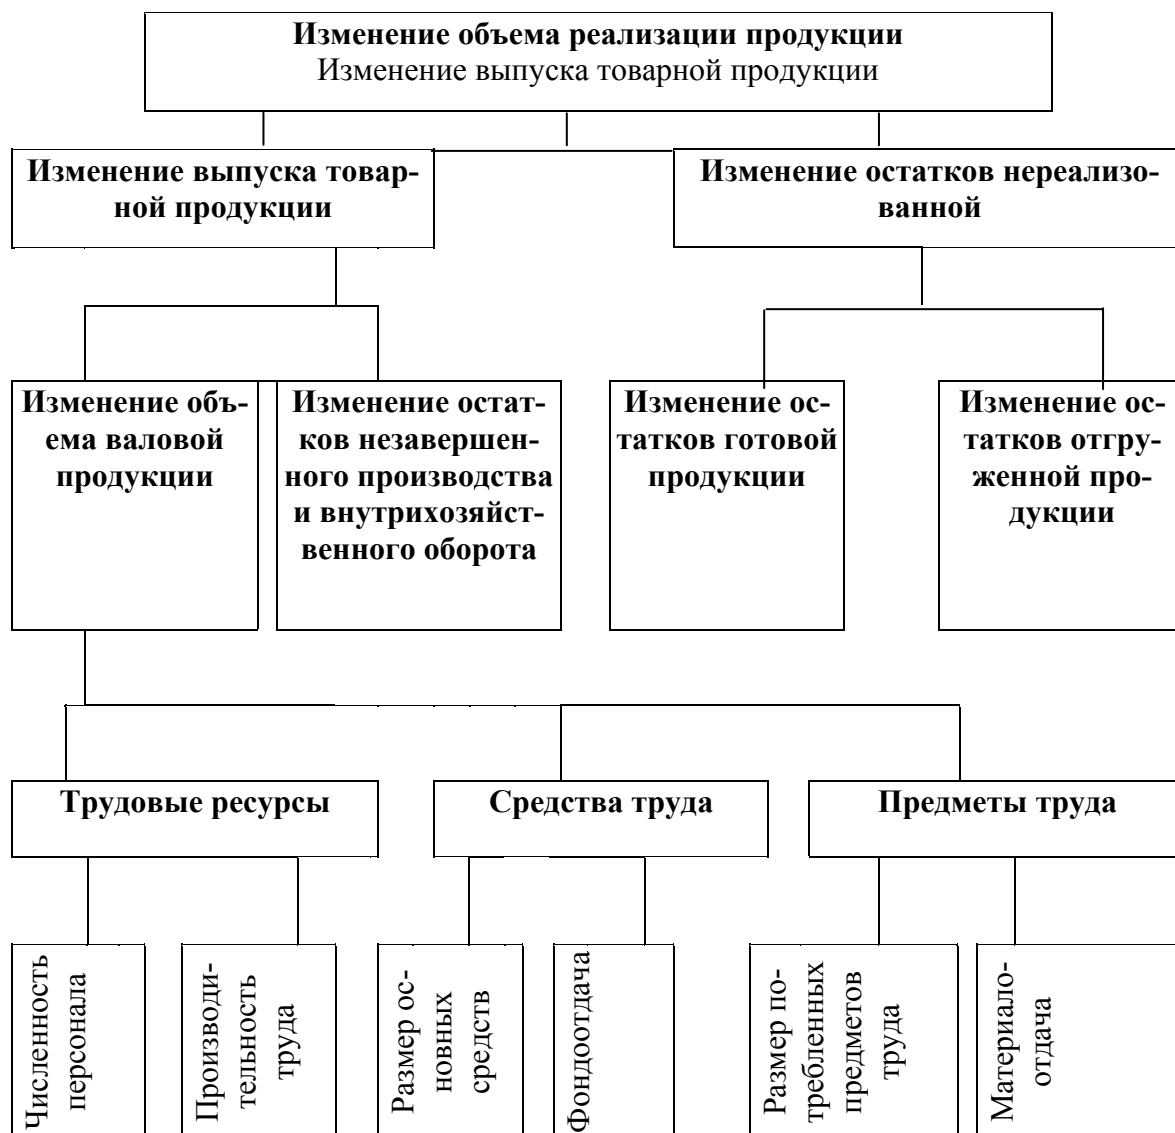 Изменение объема реализации продукции
Изменение выпуска товарной продукции
Изменение выпуска товар-
ной продукции
Изменение остатков нереализо-
ванной
Изменение объ-
ема валовой
продукции
Изменение остат-
ков незавершен-
ного производства
и внутрихозяйст-
венного оборота
Изменение ос-
татков готовой
продукции
Изменение ос-
татков отгру-
женной про-
дукции
Трудовые ресурсы
Средства труда
Предметы труда
Численность
персонала
Производи-
тельность
труда
Размер ос-
новных
средств
Фондоотдача
Размер по-
требленных
предметов
труда
Материало-
отдача